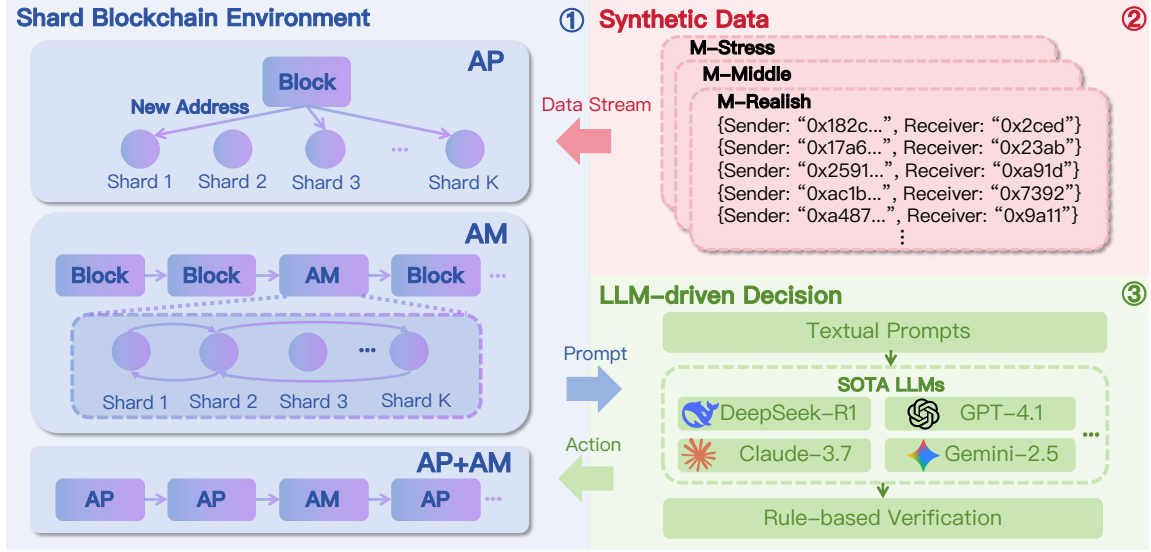 Shard Blockchain Environment ①
AP
Block
New Address
...
Shard 1 Shard 2 Shard 3 Shard K
AM
Block Block AM Block ...
...
Shard 1 Shard 2 Shard 3 Shard K
AP+AM
AP AP AM AP ...
Data Stream
Prompt
Action
Synthetic Data ②
M-Stress
M-Middle
M-Realish
{Sender: “0x182c...”, Receiver: “0x2ced”}
{Sender: “0x17a6...”, Receiver: “0x23ab”}
{Sender: “0x2591...”, Receiver: “0xa91d”}
{Sender: “0xac1b...”, Receiver: “0x7392”}
{Sender: “0xa487...”, Receiver: “0x9a11”}
⋮
LLM-driven Decision ③
Textual Prompts
SOTA LLMs
DeepSeek-R1 GPT-4.1
...
Claude-3.7 Gemini-2.5
Rule-based Verification